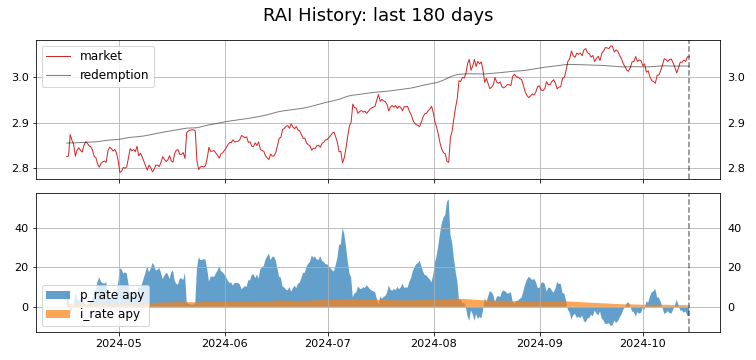 RAI History: last 180 days
market
redemption
3.0 3.0
2.9 2.9
2.8 2.8
40 40
20 20
0 0
p_rate apy
i_rate apy
2024-05 2024-06 2024-07 2024-08 2024-09 2024-10